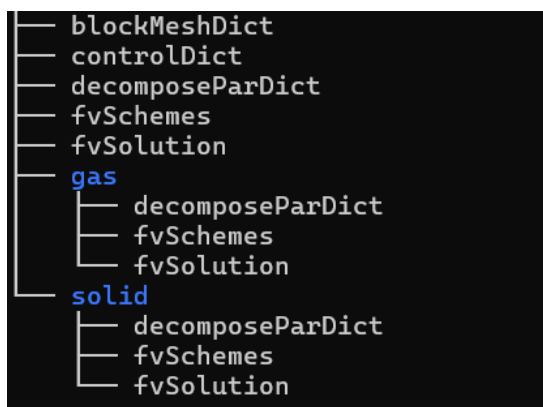 blockMeshDict
controlDict
decomposeParDict
fvSchemes
fvSolution
gas
decomposeParDict
fvSchemes
fvSolution
solid
decomposeParDict
fvSchemes
fvSolution